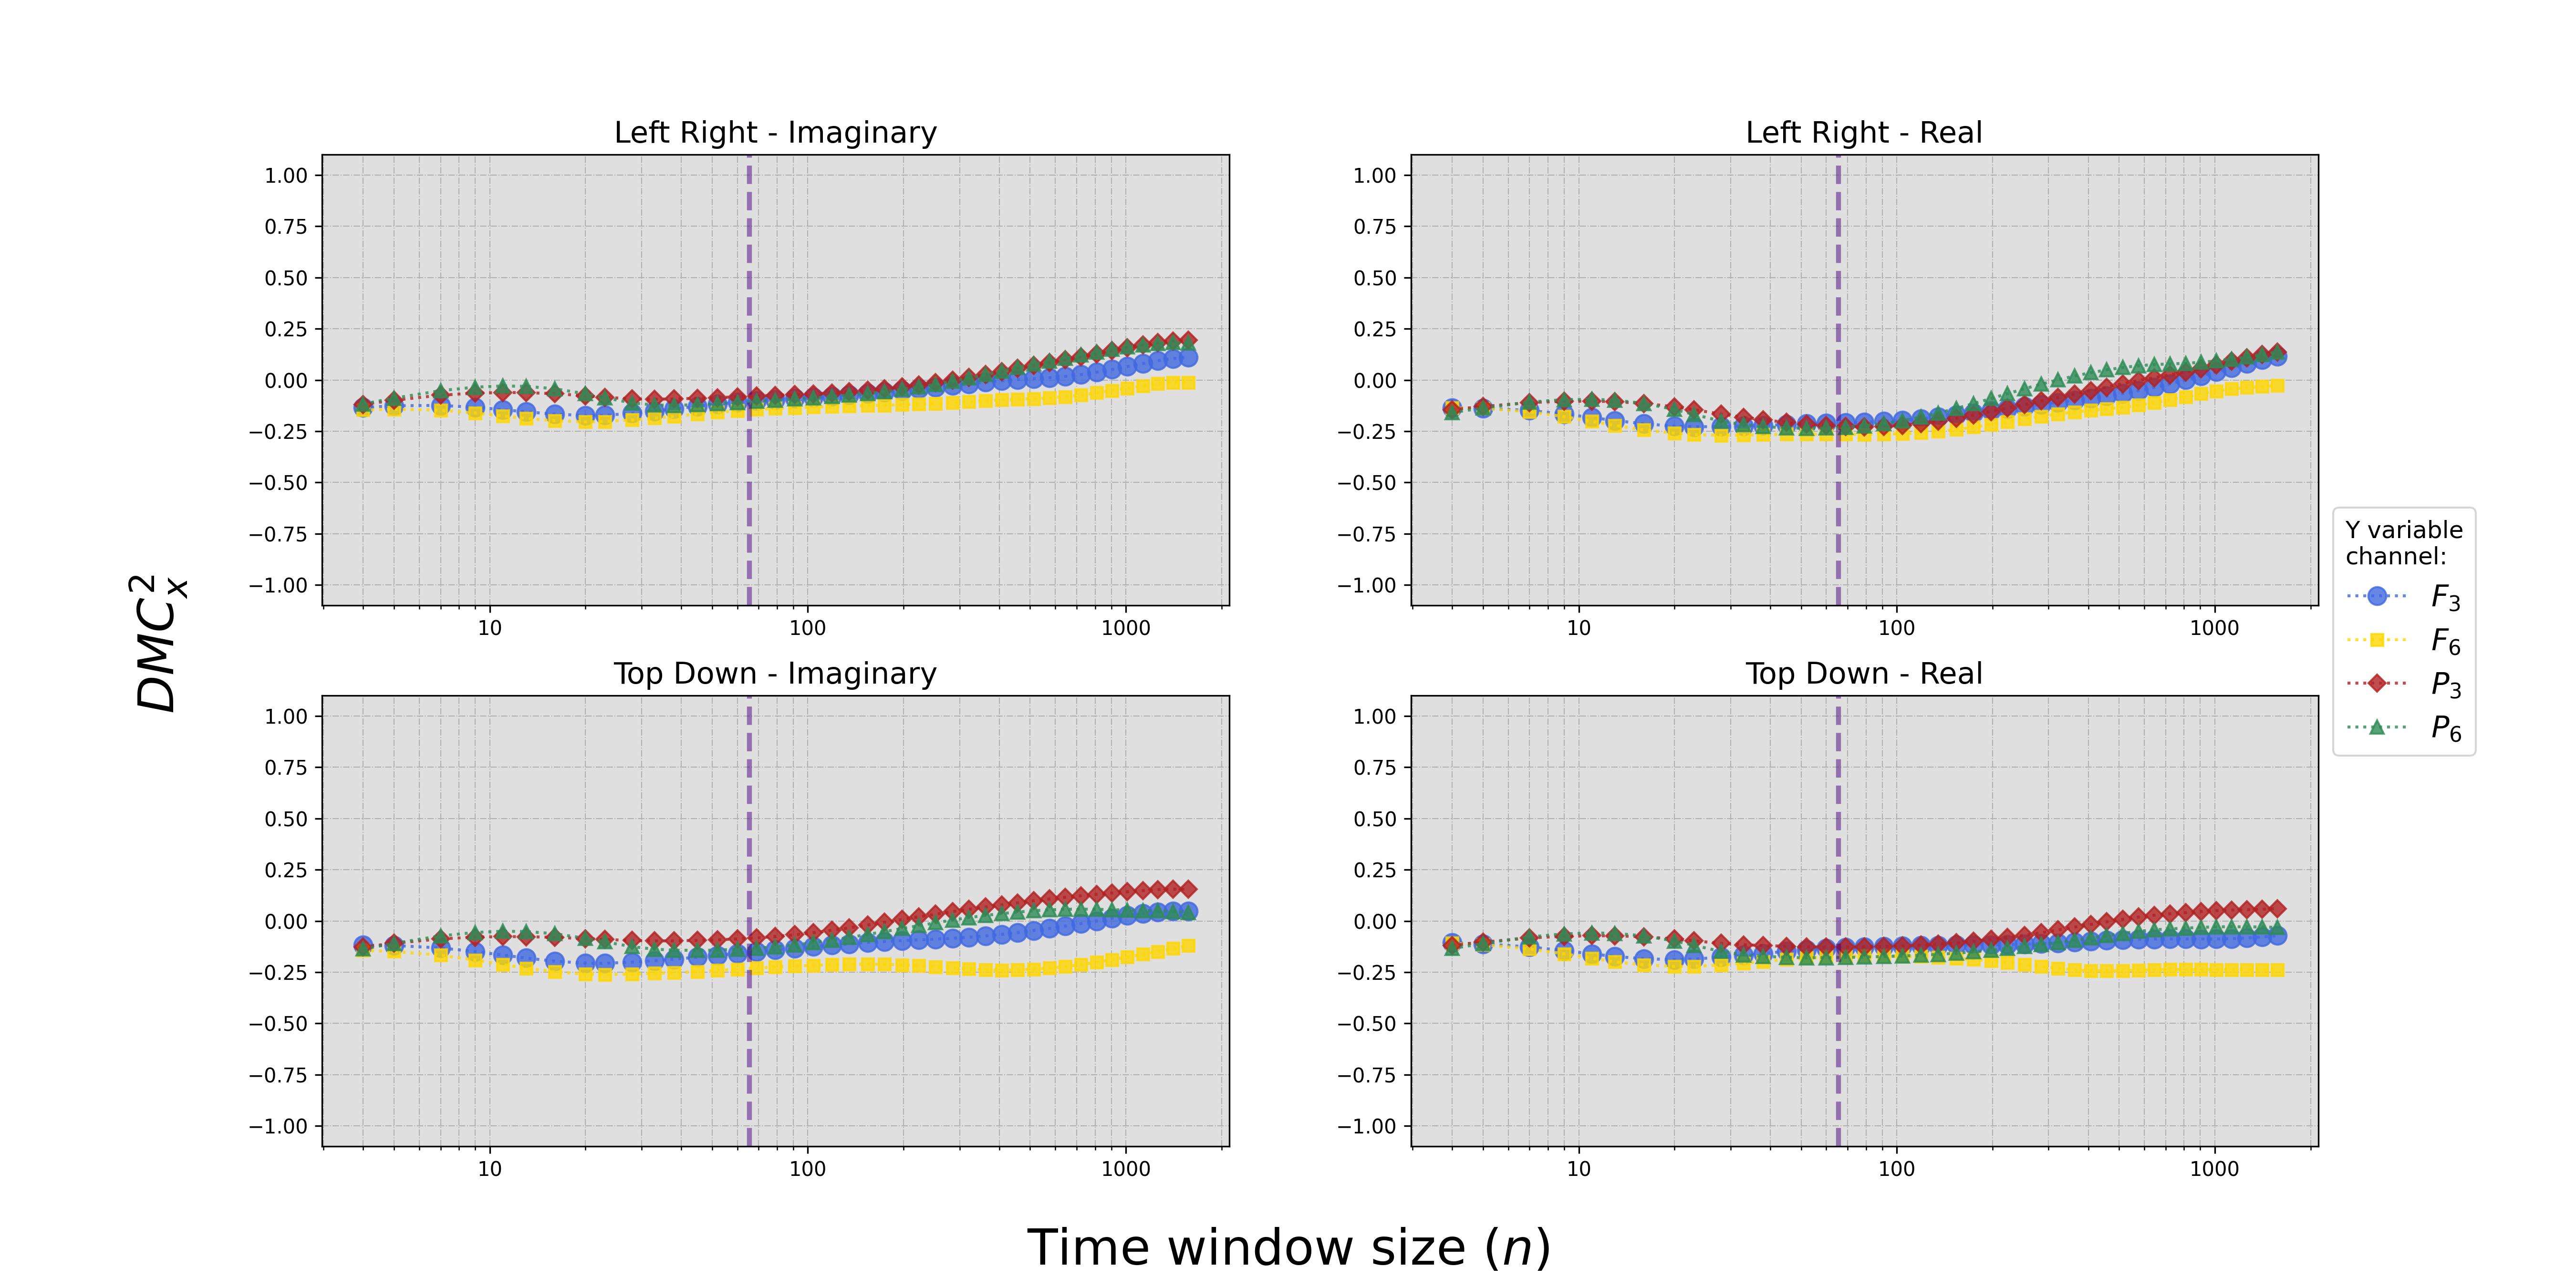 Left Right - Imaginary
1.00
0.75
0.50
0.25
0.00
−0.25
−0.50
−0.75
−1.00
10 100 1000
Left Right - Real
1.00
0.75
0.50
0.25
0.00
−0.25
−0.50
−0.75
−1.00
10 100 1000
Top Down - Imaginary
1.00
0.75
0.50
0.25
0.00
−0.25
−0.50
−0.75
−1.00
10 100 1000
Top Down - Real
1.00
0.75
0.50
0.25
0.00
−0.25
−0.50
−0.75
−1.00
10 100 1000
Y variable
channel:
F₃
F₆
P₃
P₆
DMC²ₓ
Time window size (n)